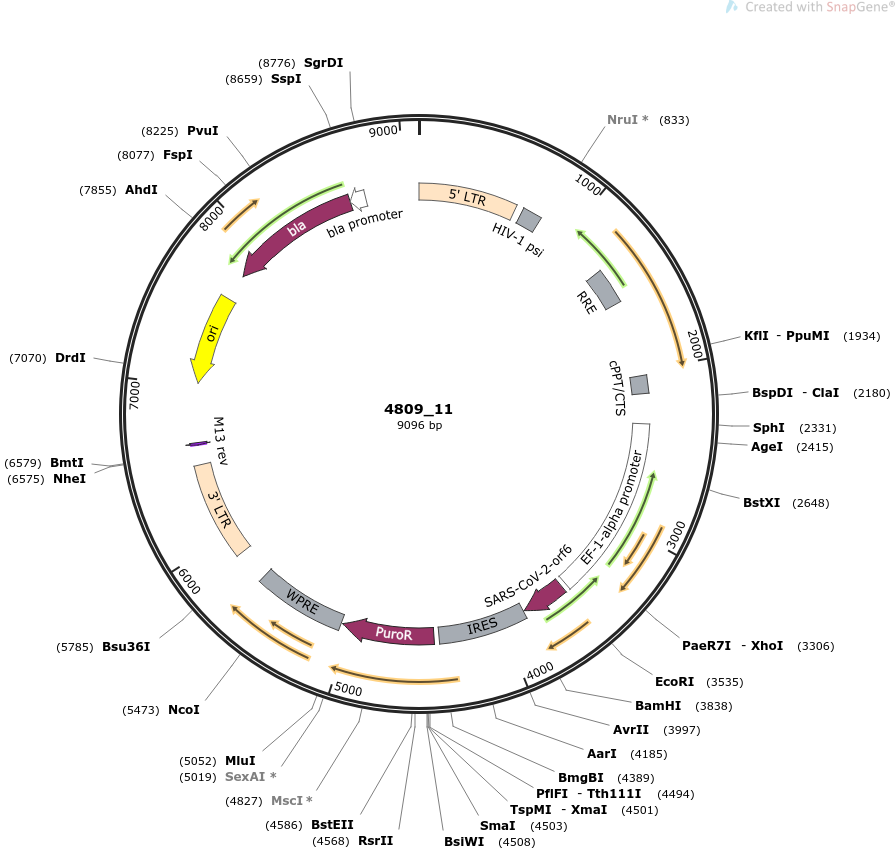 Created with SnapGene®
(8776) SgrDI
(8659) SspI
(8225) PvuI
(8077) FspI
(7855) AhdI
(7070) DrdI
(6579) BmtI
(6575) NheI
(5785) Bsu36I
(5473) NcoI
(5052) MluI
(5019) SexAI *
(4827) MscI *
(4586) BstEII
(4568) RsrII
NruI * (833)
KflI - PpuMI (1934)
BspDI - ClaI (2180)
SphI (2331)
AgeI (2415)
BstXI (2648)
PaeR7I - XhoI (3306)
EcoRI (3535)
BamHI (3838)
AvrII (3997)
AarI (4185)
BmgBI (4389)
PflFI - Tth111I (4494)
TspMI - XmaI (4501)
SmaI (4503)
BsiWI (4508)
1000
2000
3000
4000
5000
6000
7000
8000
9000
5' LTR
HIV-1 psi
RRE
cPPT/CTS
EF-1-alpha promoter
SARS-CoV-2-orf6
IRES
PuroR
WPRE
3' LTR
M13 rev
ori
bla
bla promoter
4809_11
9096 bp